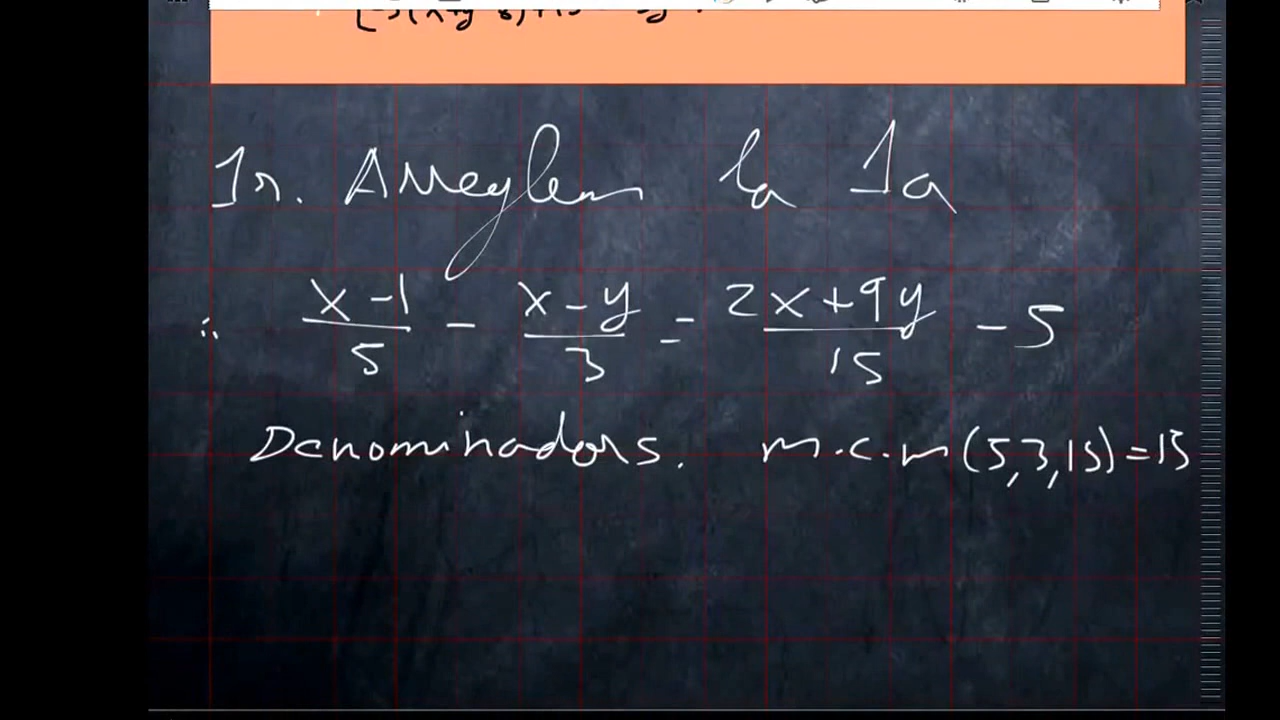 1r. Arreglem la 1a
∴ (x-1)/5 - (x-y)/3 = (2x+9y)/15 - 5
Denominadors. m.c.m(5,3,15)=15